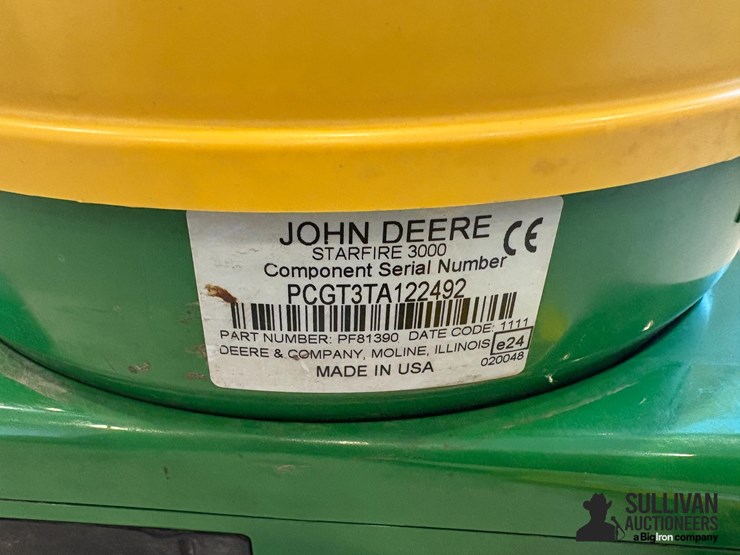 JOHN DEERE
CE
STARFIRE 3000
Component Serial Number
PCGT3TA122492
PART NUMBER: PF81390 DATE CODE: 1111
DEERE & COMPANY, MOLINE, ILLINOIS e24
MADE IN USA 020048
SULLIVAN
AUCTIONEERS
a BigIron company